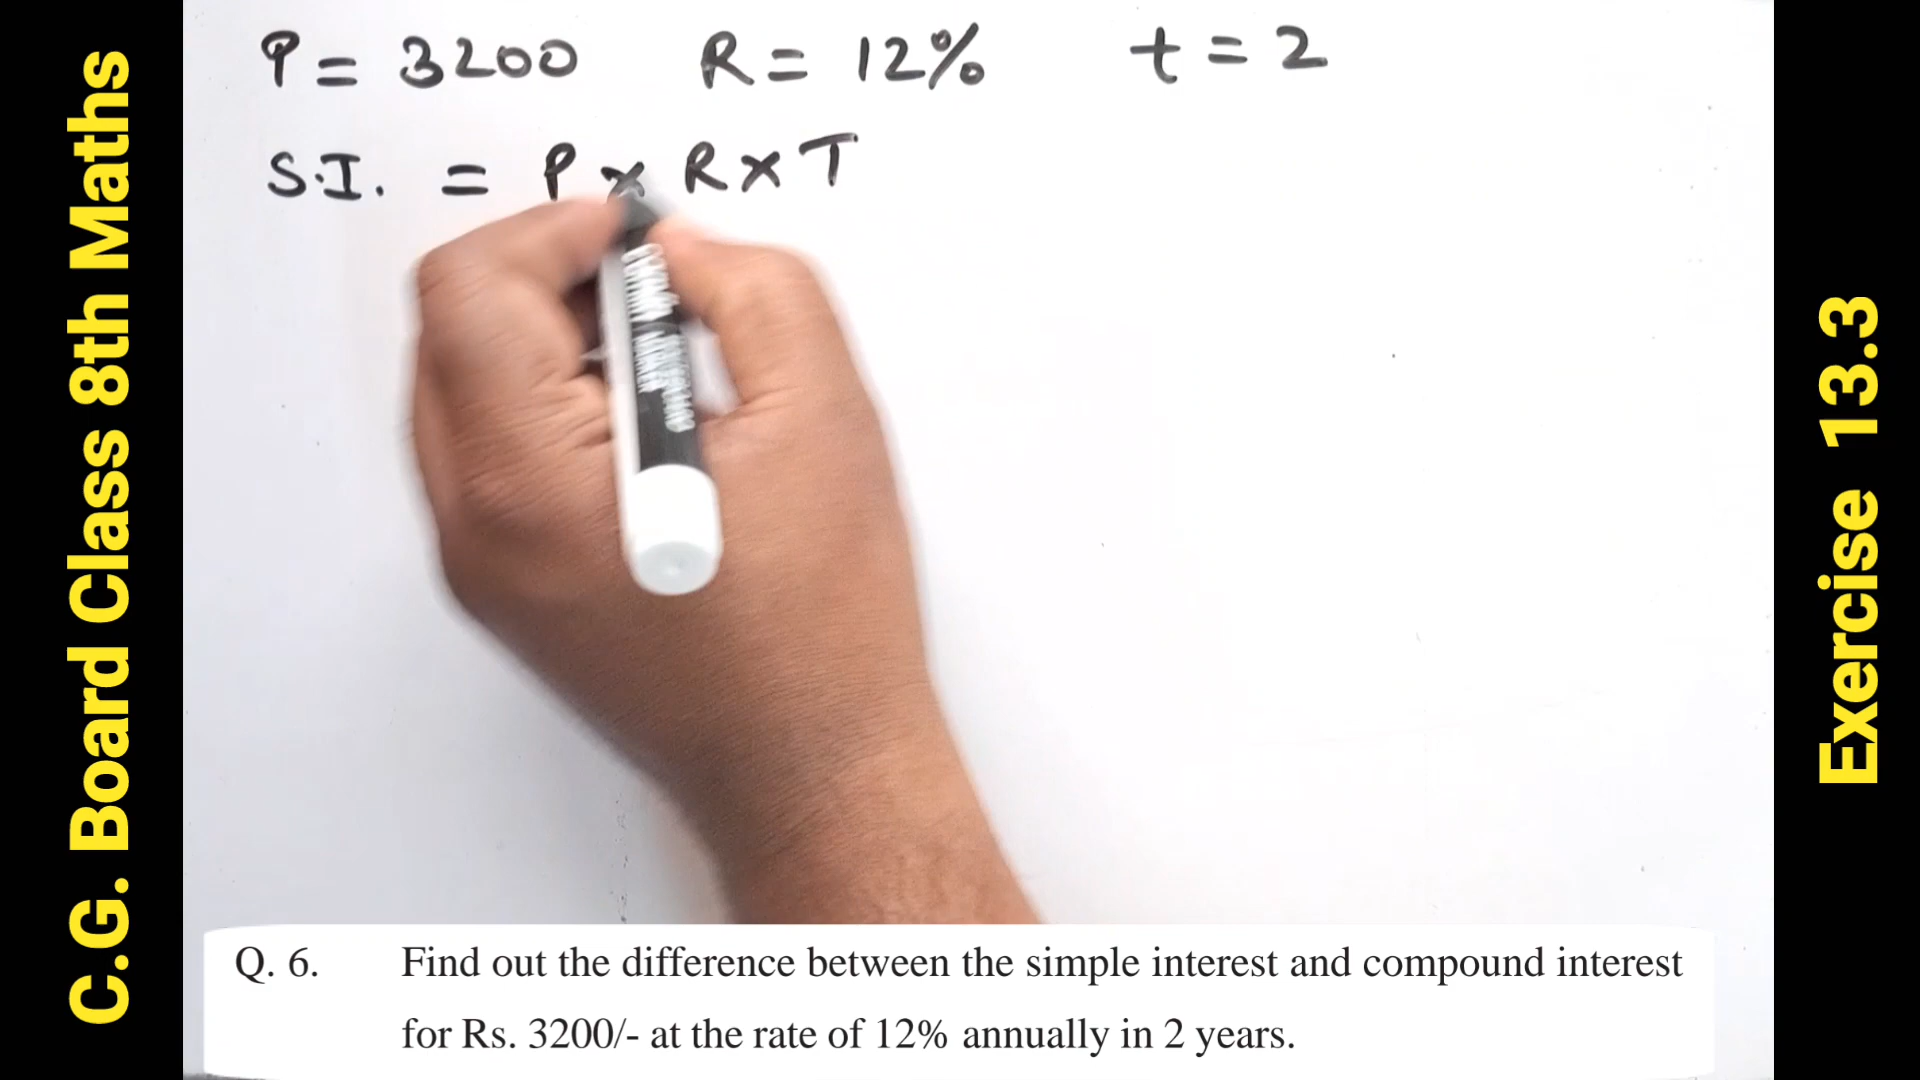 C.G. Board Class 8th Maths
P = 3200 R = 12% t = 2
S.I. = P x R x T
Exercise 13.3
Q. 6. Find out the difference between the simple interest and compound interest
for Rs. 3200/- at the rate of 12% annually in 2 years.